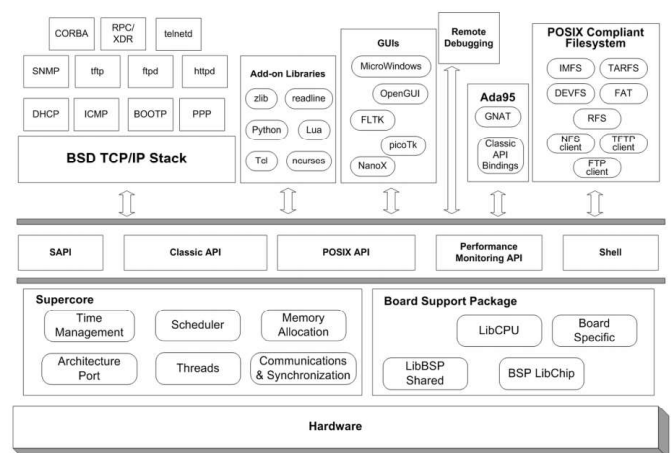 CORBA
RPC/
XDR
telnetd
SNMP
tftp
ftpd
httpd
DHCP
ICMP
BOOTP
PPP
BSD TCP/IP Stack
Add-on Libraries
zlib
readline
Python
Lua
Tcl
ncurses
GUIs
MicroWindows
OpenGUI
FLTK
picoTk
NanoX
Remote
Debugging
Ada95
GNAT
Classic
API
Bindings
POSIX Compliant
Filesystem
IMFS
TARFS
DEVFS
FAT
RFS
NFS
client
TFTP
client
FTP
client
SAPI
Classic API
POSIX API
Performance
Monitoring API
Shell
Supercore
Time
Management
Scheduler
Memory
Allocation
Architecture
Port
Threads
Communications
& Synchronization
Board Support Package
LibCPU
Board
Specific
LibBSP
Shared
BSP LibChip
Hardware